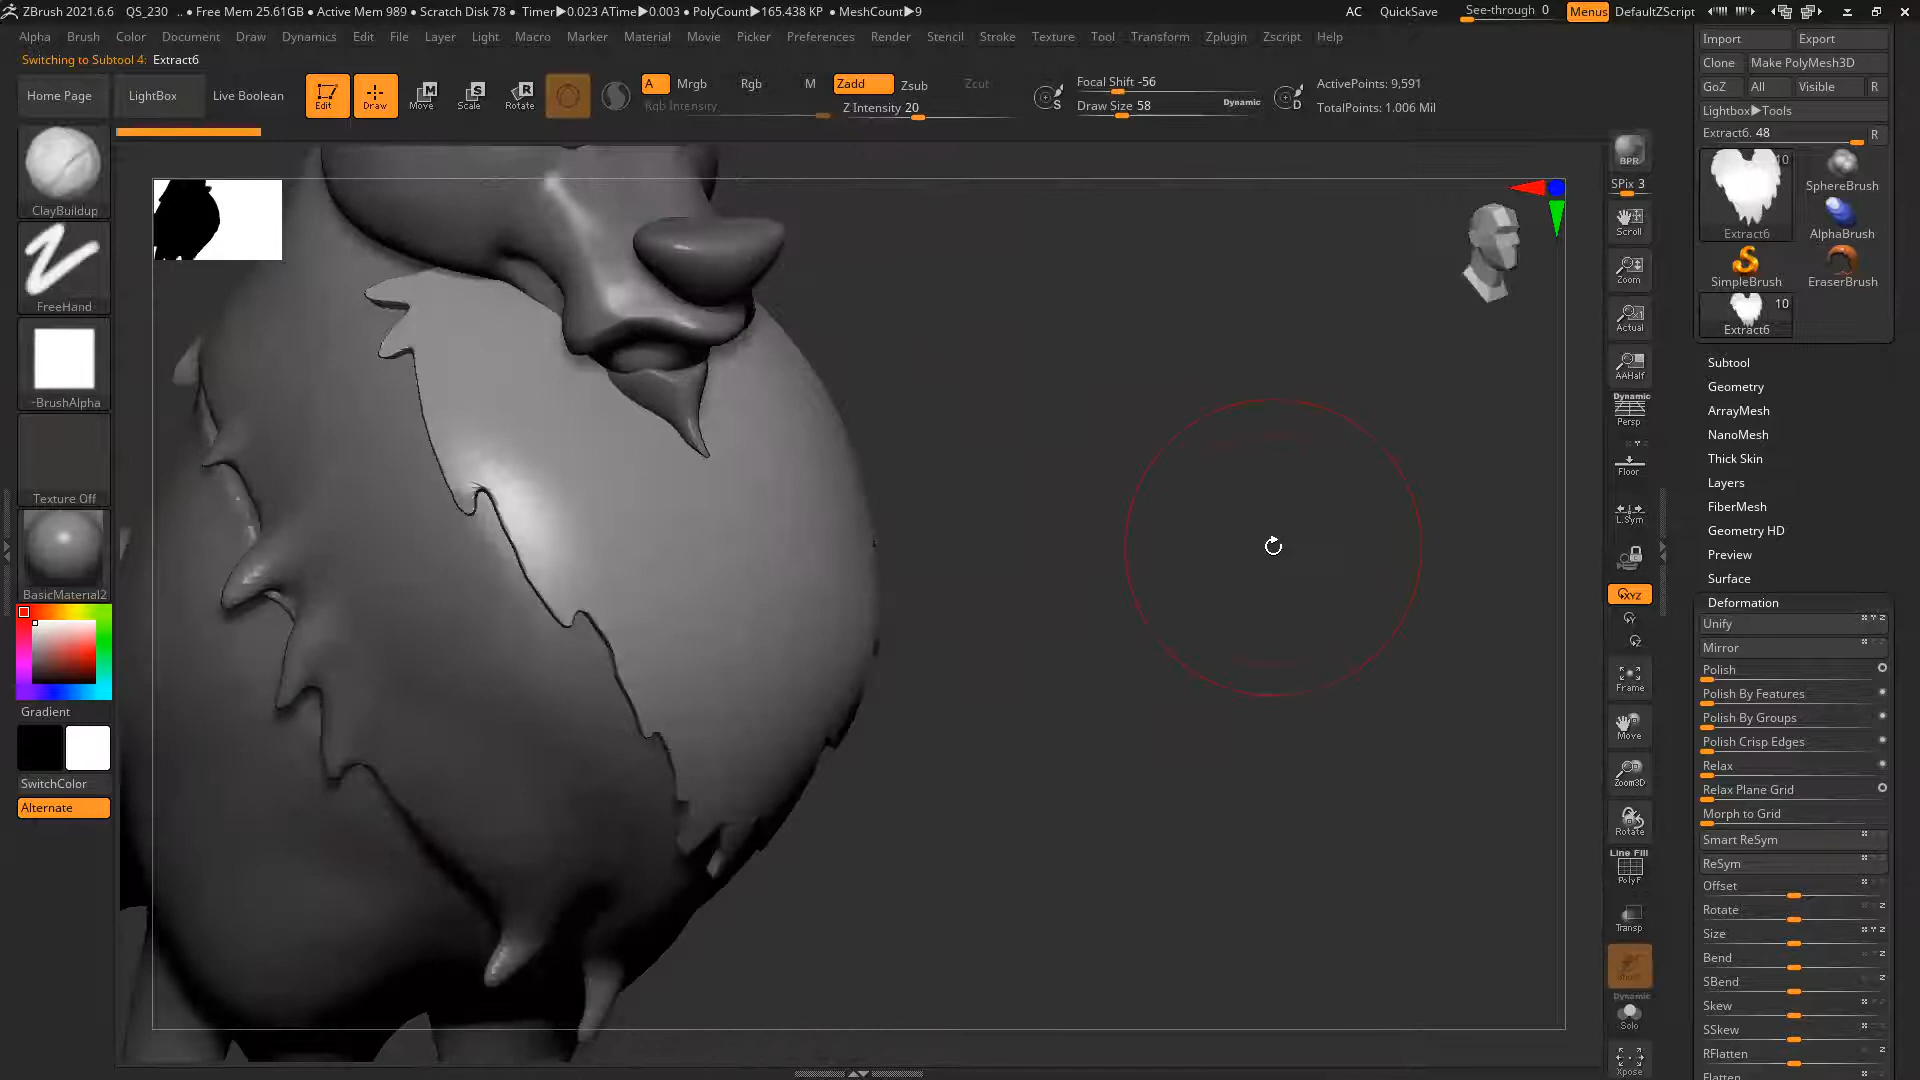 ZBrush 2021.6.6 QS_230 .. • Free Mem 25.61GB • Active Mem 989 • Scratch Disk 78 • Timer▶0.023 ATime▶0.003 • PolyCount▶165.438 KP • MeshCount▶9 AC QuickSave See-through 0 Menus DefaultZScript
Alpha Brush Color Document Draw Dynamics Edit File Layer Light Macro Marker Material Movie Picker Preferences Render Stencil Stroke Texture Tool Transform Zplugin Zscript Help
Switching to Subtool 4: Extract6
Home Page LightBox Live Boolean Edit Draw Move Scale Rotate A Mrgb Rgb M Zadd Zsub Zcut
Rgb Intensity Z Intensity 20
Focal Shift -56
Draw Size 58 Dynamic
ActivePoints: 9,591
TotalPoints: 1.006 Mil
ClayBuildup
FreeHand
~BrushAlpha
Texture Off
BasicMaterial2
Gradient
SwitchColor
Alternate
BPR
SPix 3
Scroll
Zoom
Actual
AAHalf
Dynamic
Persp
Floor
L.Sym
XYZ
Frame
Move
Zoom3D
Rotate
Line Fill
PolyF
Transp
Dynamic
Solo
Xpose
Import Export
Clone Make PolyMesh3D
GoZ All Visible R
Lightbox▶Tools
Extract6. 48 R
10
Extract6
SphereBrush
AlphaBrush
SimpleBrush
EraserBrush
10
Extract6
Subtool
Geometry
ArrayMesh
NanoMesh
Thick Skin
Layers
FiberMesh
Geometry HD
Preview
Surface
Deformation
Unify
Mirror
Polish
Polish By Features
Polish By Groups
Polish Crisp Edges
Relax
Relax Plane Grid
Morph to Grid
Smart ReSym
ReSym
Offset
Rotate
Size
Bend
SBend
Skew
SSkew
RFlatten
Flatten